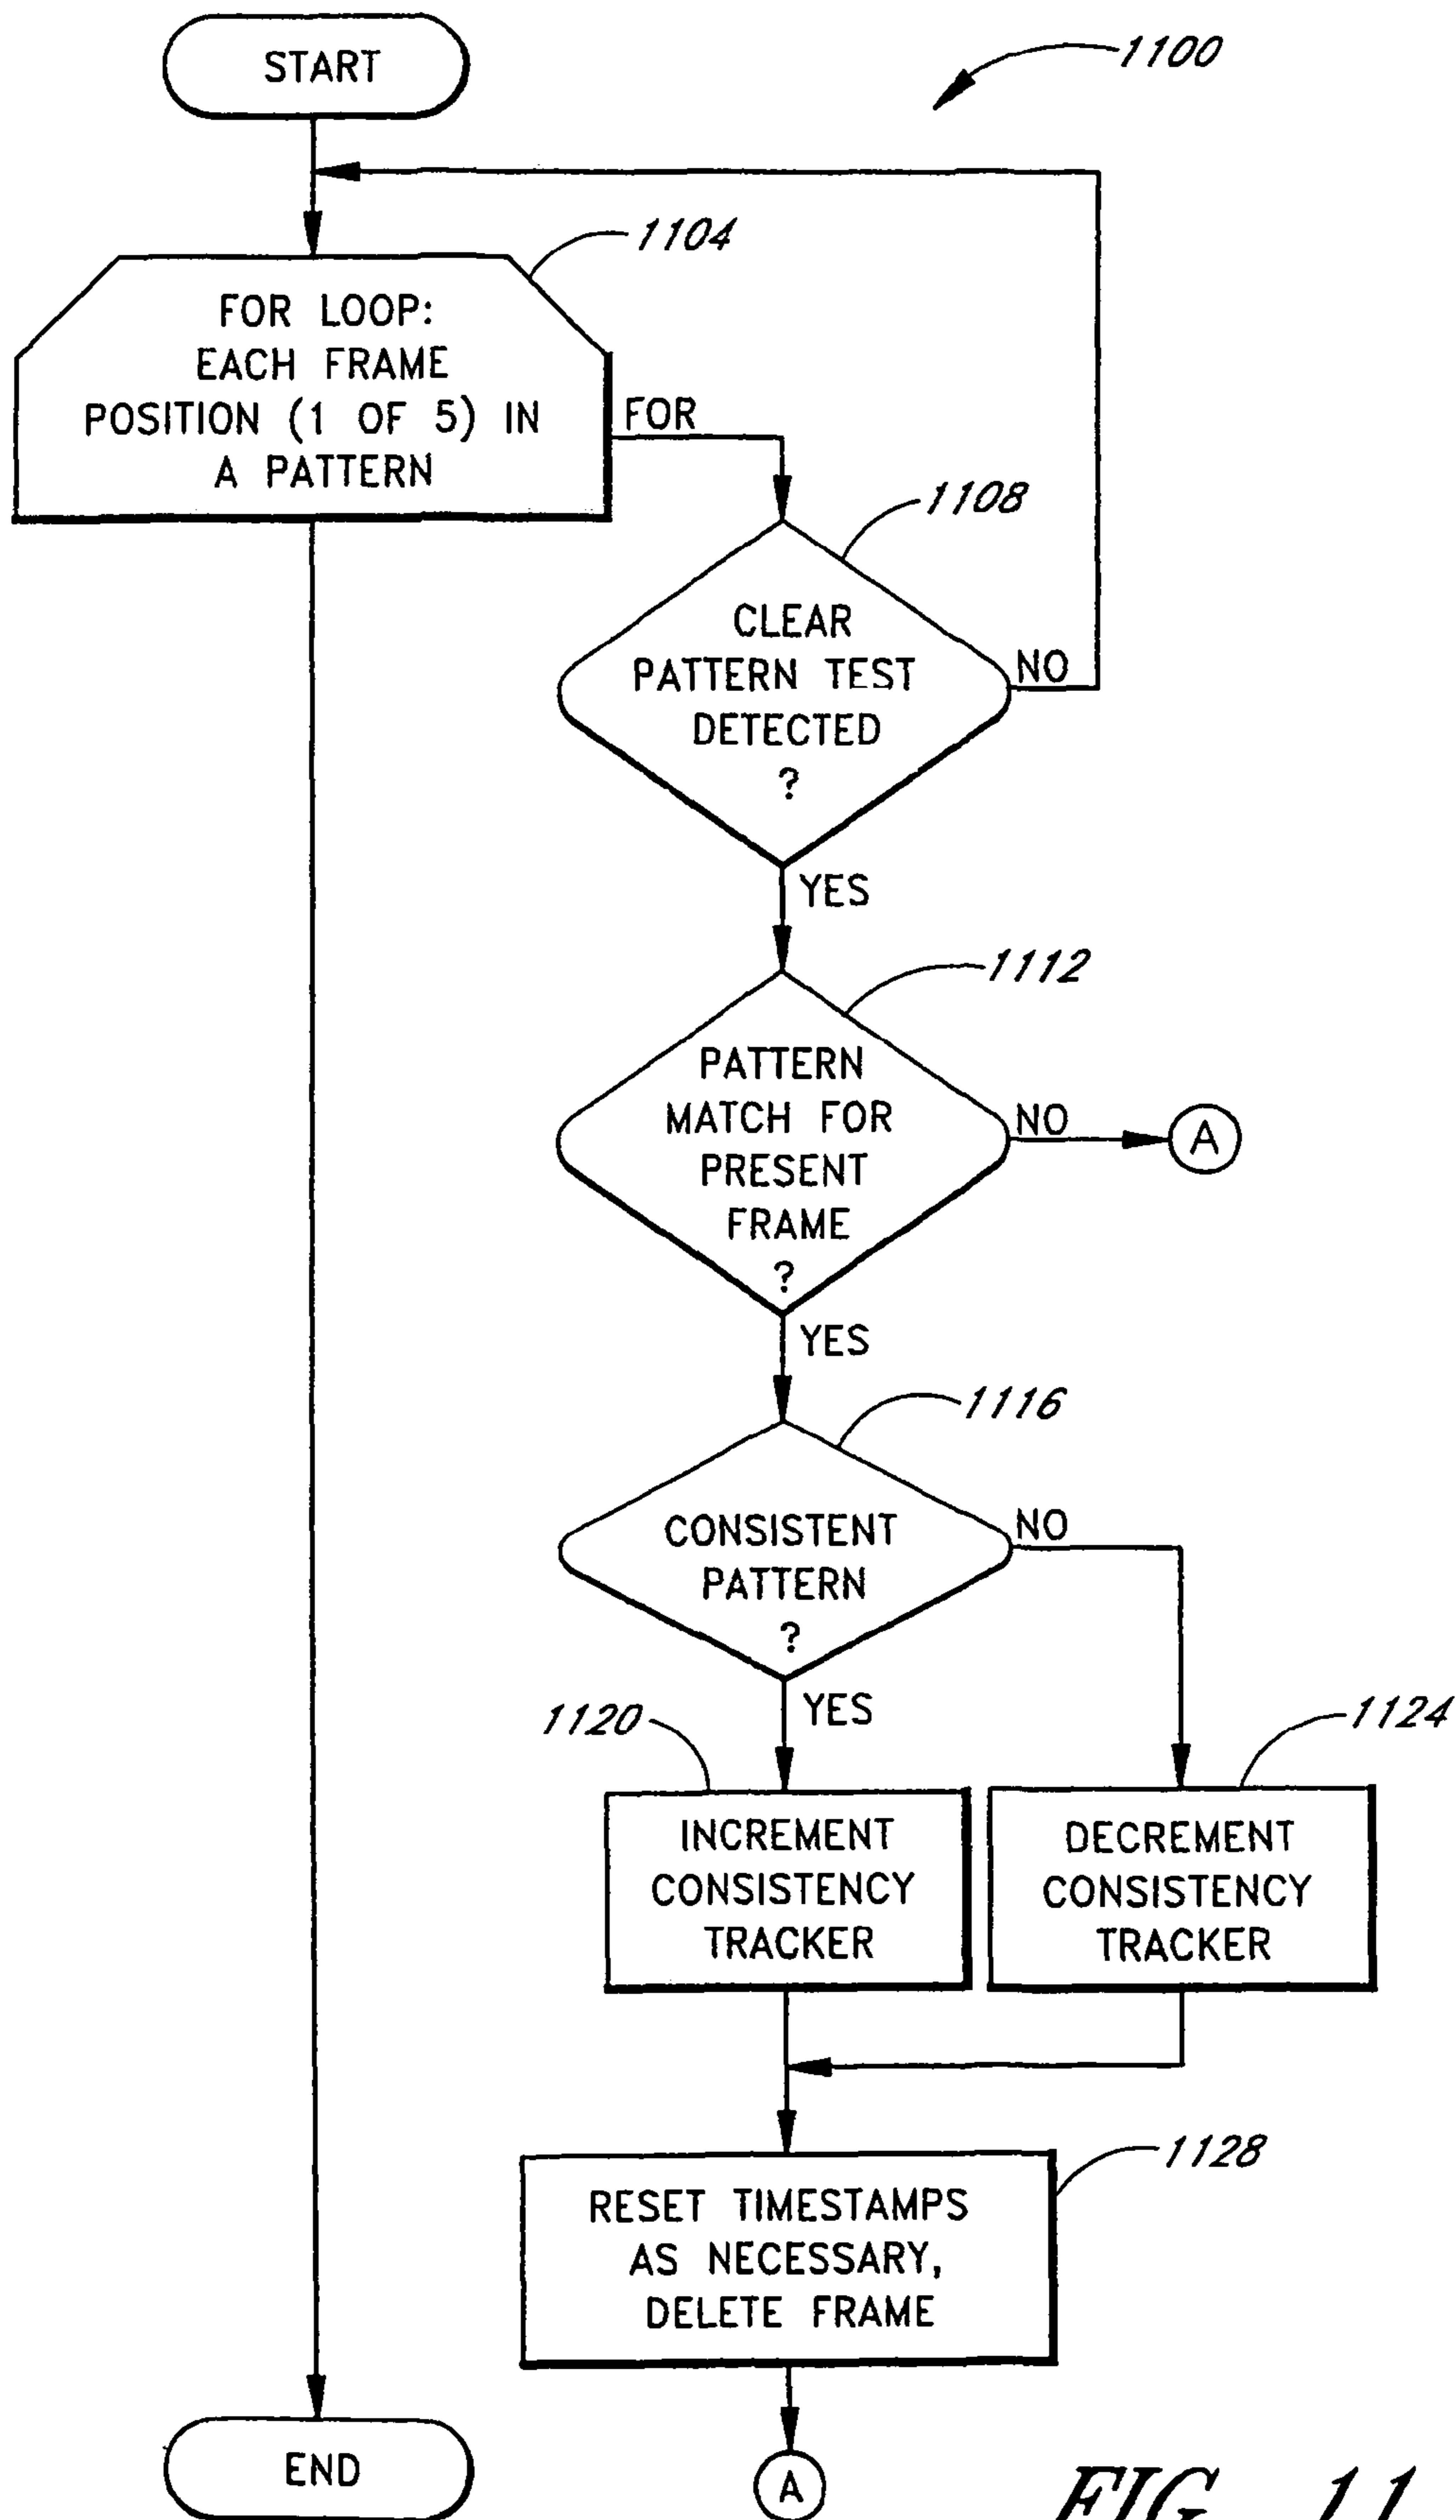 START
1100
1104
FOR LOOP:
EACH FRAME
POSITION (1 OF 5) IN
A PATTERN
FOR
1108
CLEAR
PATTERN TEST
DETECTED
?
NO
YES
1112
PATTERN
MATCH FOR
PRESENT
FRAME
?
NO
A
YES
1116
CONSISTENT
PATTERN
?
NO
YES
1120
1124
INCREMENT
CONSISTENCY
TRACKER
DECREMENT
CONSISTENCY
TRACKER
1128
RESET TIMESTAMPS
AS NECESSARY,
DELETE FRAME
END
A
FIG. 11